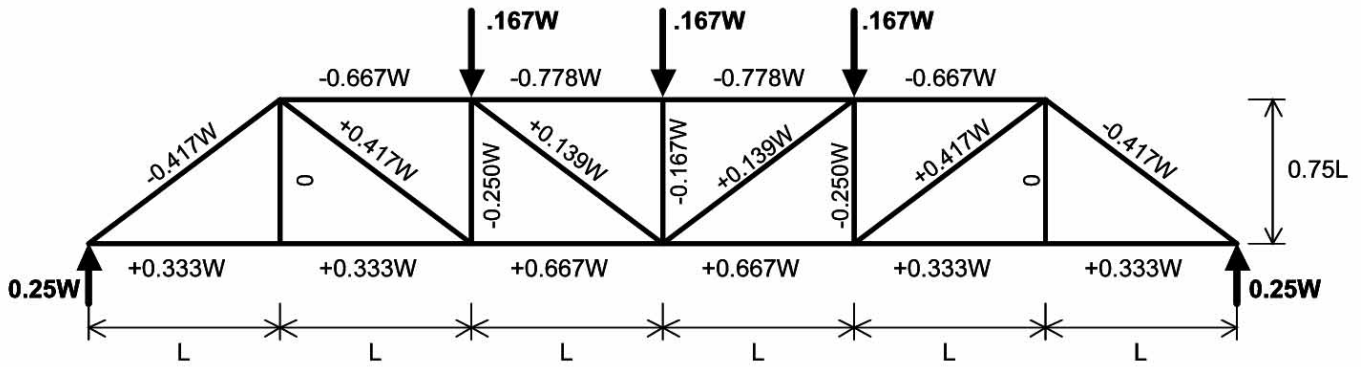 .167W .167W .167W
-0.667W -0.778W -0.778W -0.667W
-0.417W 0 +0.417W -0.250W +0.139W -0.167W +0.139W -0.250W +0.417W 0 -0.417W 0.75L
+0.333W +0.333W +0.667W +0.667W +0.333W +0.333W
0.25W 0.25W
L L L L L L